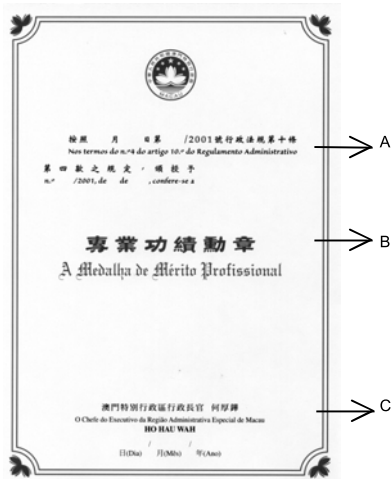 按照　月　日第　/2001號行政法規第十條
Nos termos do n.º4 do artigo 10.º do Regulamento Administrativo
第四款之規定，頒授予
n.º /2001, de de , confere-se a
專業功績勳章
A Medalha de Mérito Profissional
澳門特別行政區行政長官 何厚鏵
O Chefe do Executivo da Região Administrativa Especial de Macau
HO HAU WAH
/ /
日(Dia) 月(Mês) 年(Ano)
A
B
C